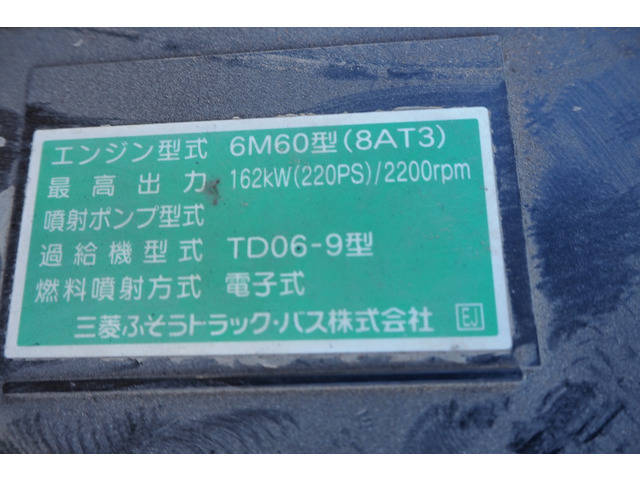 エンジン型式 6M60型(8AT3)
最高出力 162kW(220PS)/2200rpm
噴射ポンプ型式
過給機型式 TD06-9型
燃料噴射方式 電子式
三菱ふそうトラック・バス株式会社 EJ